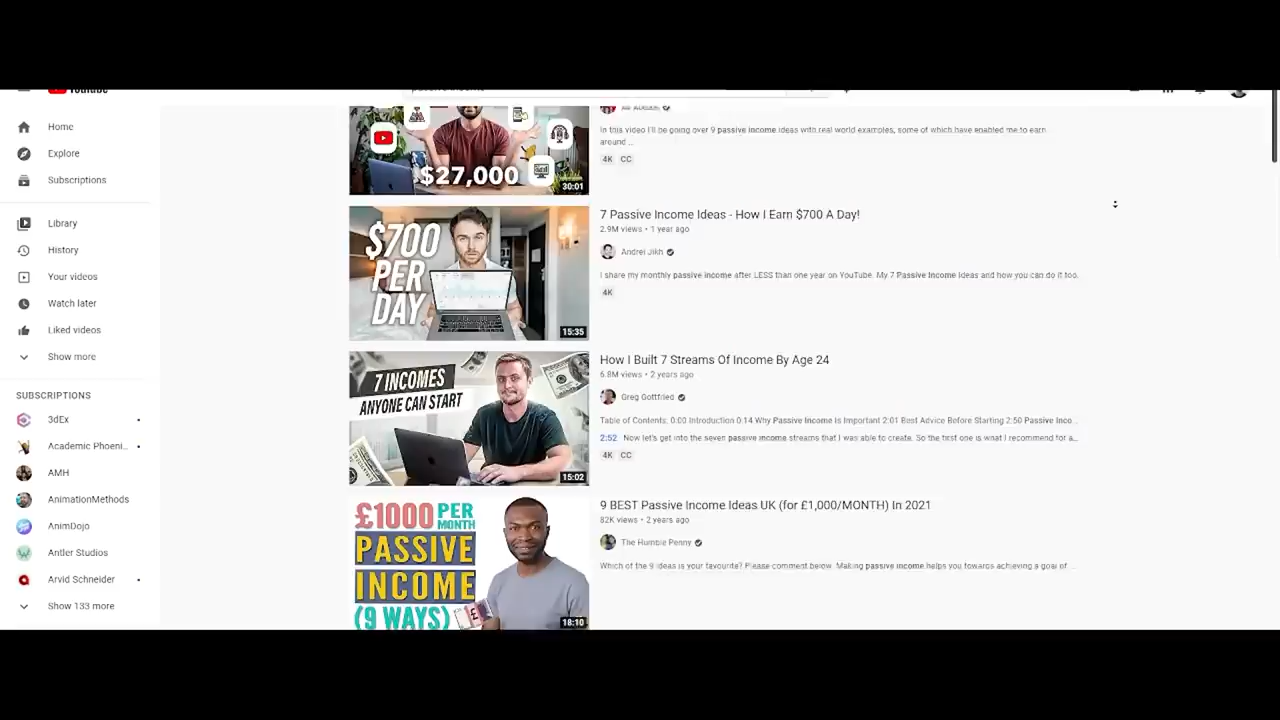 YouTube
passive income
Home
Explore
Subscriptions
Library
History
Your videos
Watch later
Liked videos
Show more
SUBSCRIPTIONS
3dEx
Academic Phoeni...
AMH
AnimationMethods
AnimDojo
Antler Studios
Arvid Schneider
Show 133 more
$27,000
30:01
In this video I'll be going over 9 passive income ideas with real world examples, some of which have enabled me to earn
around ...
4K CC
$700
PER
DAY
15:35
7 Passive Income Ideas - How I Earn $700 A Day!
2.9M views • 1 year ago
Andrei Jikh
I share my monthly passive income after LESS than one year on YouTube. My 7 Passive Income Ideas and how you can do it too.
4K
7 INCOMES
ANYONE CAN START
15:02
How I Built 7 Streams Of Income By Age 24
6.8M views • 2 years ago
Greg Gottfried
Table of Contents: 0:00 Introduction 0:14 Why Passive Income Is Important 2:01 Best Advice Before Starting 2:50 Passive Inco...
2:52 Now let's get into the seven passive income streams that I was able to create. So the first one is what I recommend for a...
4K CC
£1000 PER
MONTH
PASSIVE
INCOME
(9 WAYS)
18:10
9 BEST Passive Income Ideas UK (for £1,000/MONTH) In 2021
82K views • 2 years ago
The Humble Penny
Which of the 9 ideas is your favourite? Please comment below. Making passive income helps you towards achieving a goal of ...